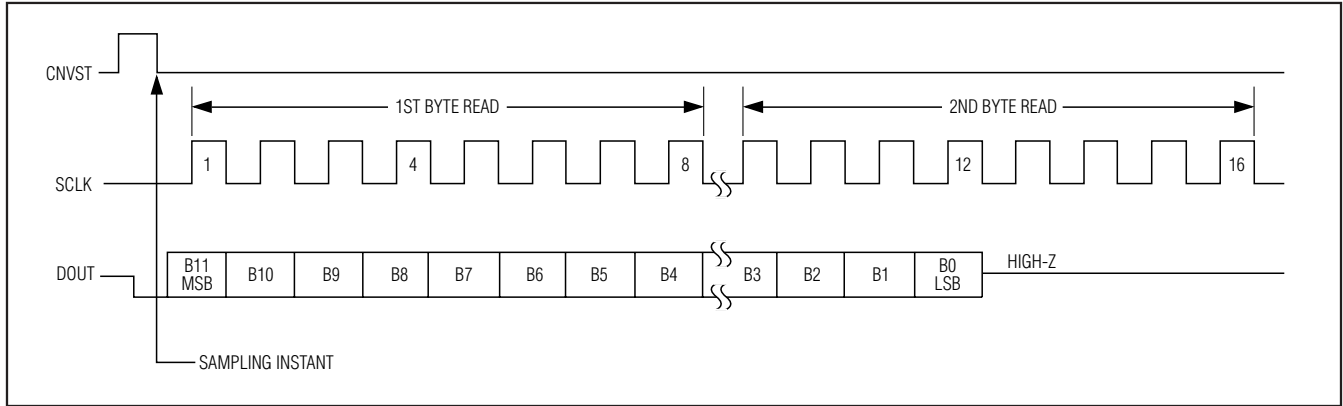 CNVST
1ST BYTE READ
2ND BYTE READ
1
4
8
12
16
SCLK
DOUT
B11
MSB
B10
B9
B8
B7
B6
B5
B4
B3
B2
B1
B0
LSB
HIGH-Z
SAMPLING INSTANT